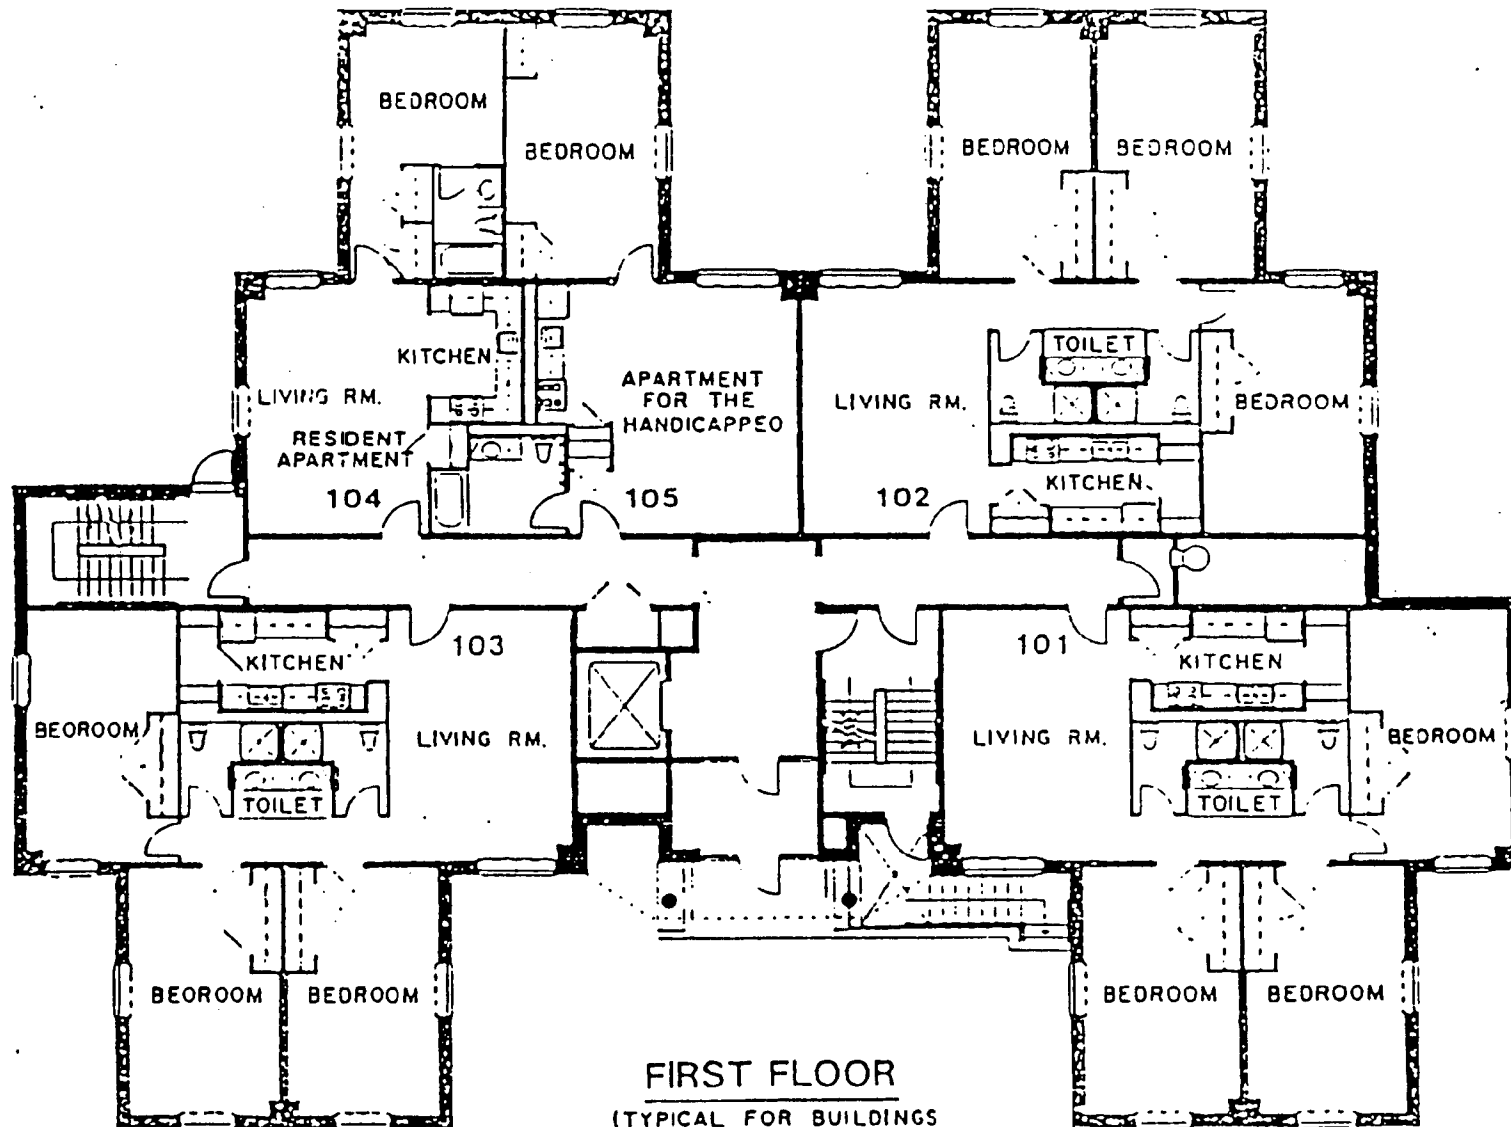 BEDROOM
BEDROOM
BEDROOM
BEDROOM
KITCHEN
LIVING RM.
RESIDENT
APARTMENT
104
APARTMENT
FOR THE
HANDICAPPED
105
TOILET
LIVING RM.
BEDROOM
KITCHEN
102
103
KITCHEN
BEDROOM
LIVING RM.
TOILET
101
KITCHEN
LIVING RM.
BEDROOM
TOILET
BEDROOM
BEDROOM
BEDROOM
BEDROOM
FIRST FLOOR
(TYPICAL FOR BUILDINGS